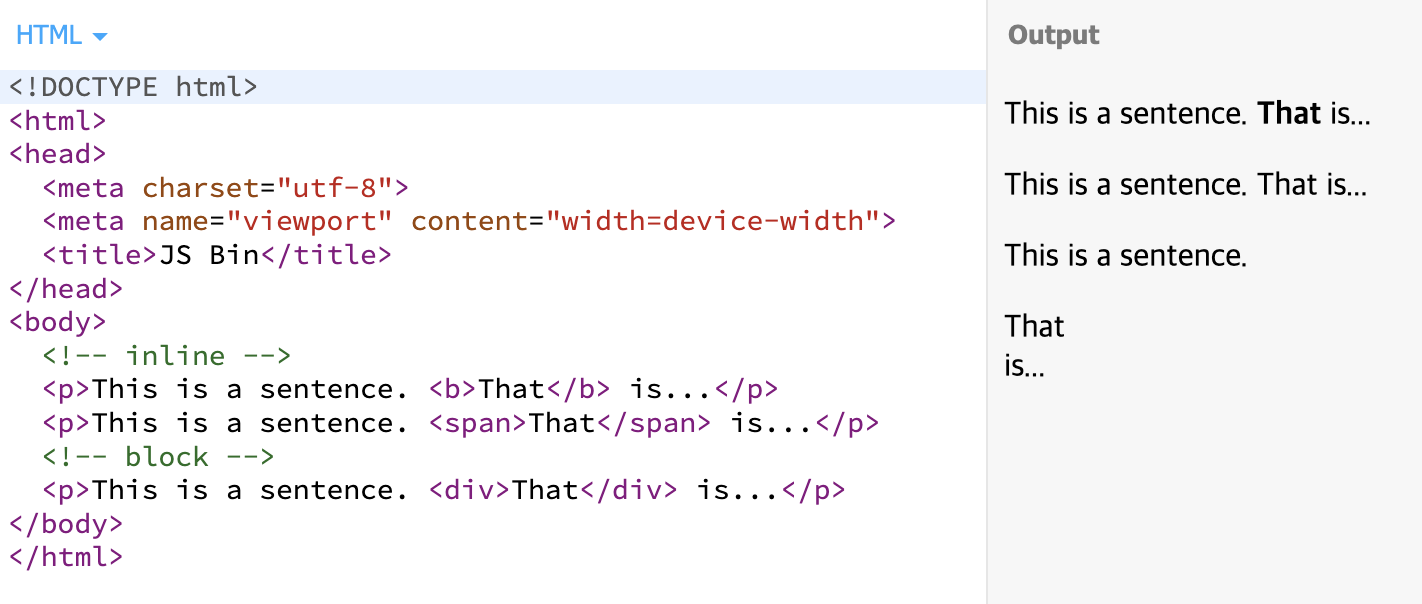 HTML
<!DOCTYPE html>
<html>
<head>
  <meta charset="utf-8">
  <meta name="viewport" content="width=device-width">
  <title>JS Bin</title>
</head>
<body>
  <!-- inline -->
  <p>This is a sentence. <b>That</b> is...</p>
  <p>This is a sentence. <span>That</span> is...</p>
  <!-- block -->
  <p>This is a sentence. <div>That</div> is...</p>
</body>
</html>
Output
This is a sentence. That is...
This is a sentence. That is...
This is a sentence.
That
is...